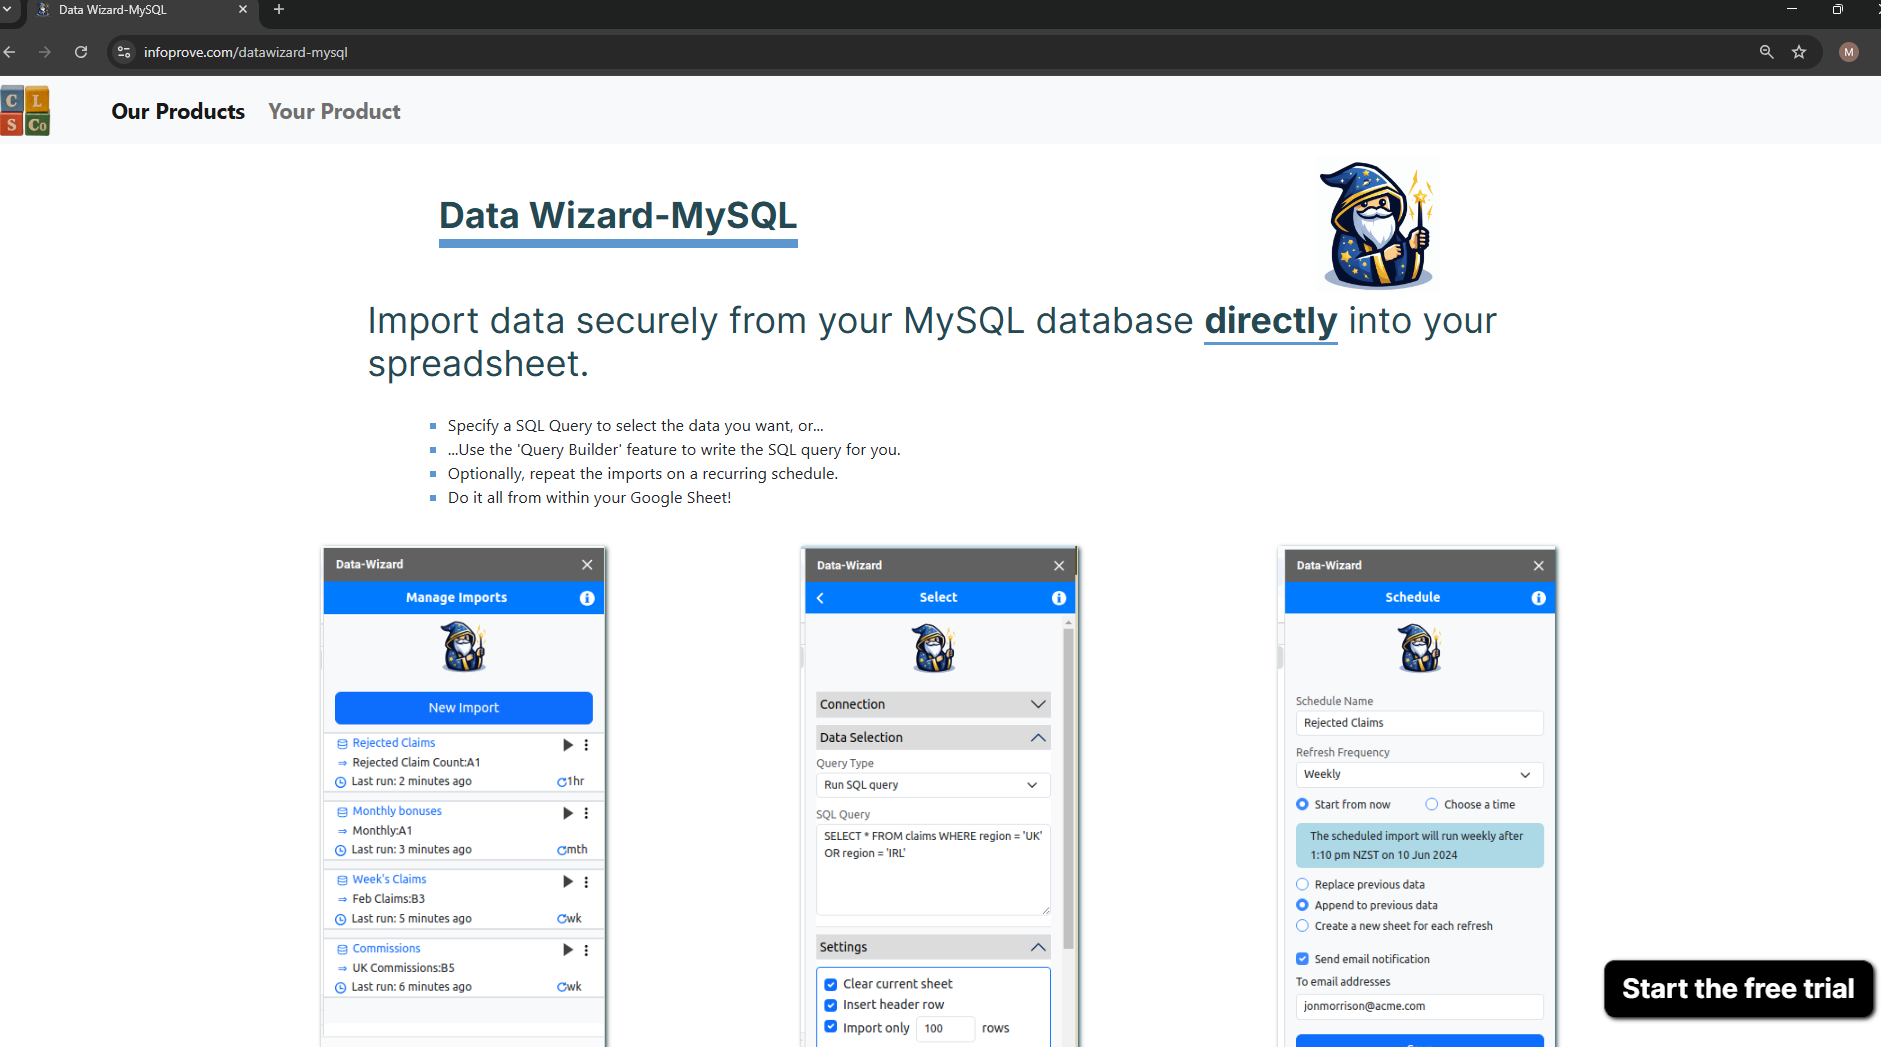 Data Wizard-MySQL
infoprove.com/datawizard-mysql
M
C L
S Co
Our Products Your Product
Data Wizard-MySQL
Import data securely from your MySQL database directly into your
spreadsheet.
Specify a SQL Query to select the data you want, or...
...Use the 'Query Builder' feature to write the SQL query for you.
Optionally, repeat the imports on a recurring schedule.
Do it all from within your Google Sheet!
Data-Wizard
Manage Imports
New Import
Rejected Claims
Rejected Claim Count:A1
Last run: 2 minutes ago 1hr
Monthly bonuses
Monthly:A1
Last run: 3 minutes ago mth
Week's Claims
Feb Claims:B3
Last run: 5 minutes ago wk
Commissions
UK Commissions:B5
Last run: 6 minutes ago wk
Data-Wizard
Select
Connection
Data Selection
Query Type
Run SQL query
SQL Query
SELECT * FROM claims WHERE region = 'UK'
OR region = 'IRL'
Settings
Clear current sheet
Insert header row
Import only 100 rows
Data-Wizard
Schedule
Schedule Name
Rejected Claims
Refresh Frequency
Weekly
Start from now Choose a time
The scheduled import will run weekly after
1:10 pm NZST on 10 Jun 2024
Replace previous data
Append to previous data
Create a new sheet for each refresh
Send email notification
To email addresses
jonmorrison@acme.com
Start the free trial